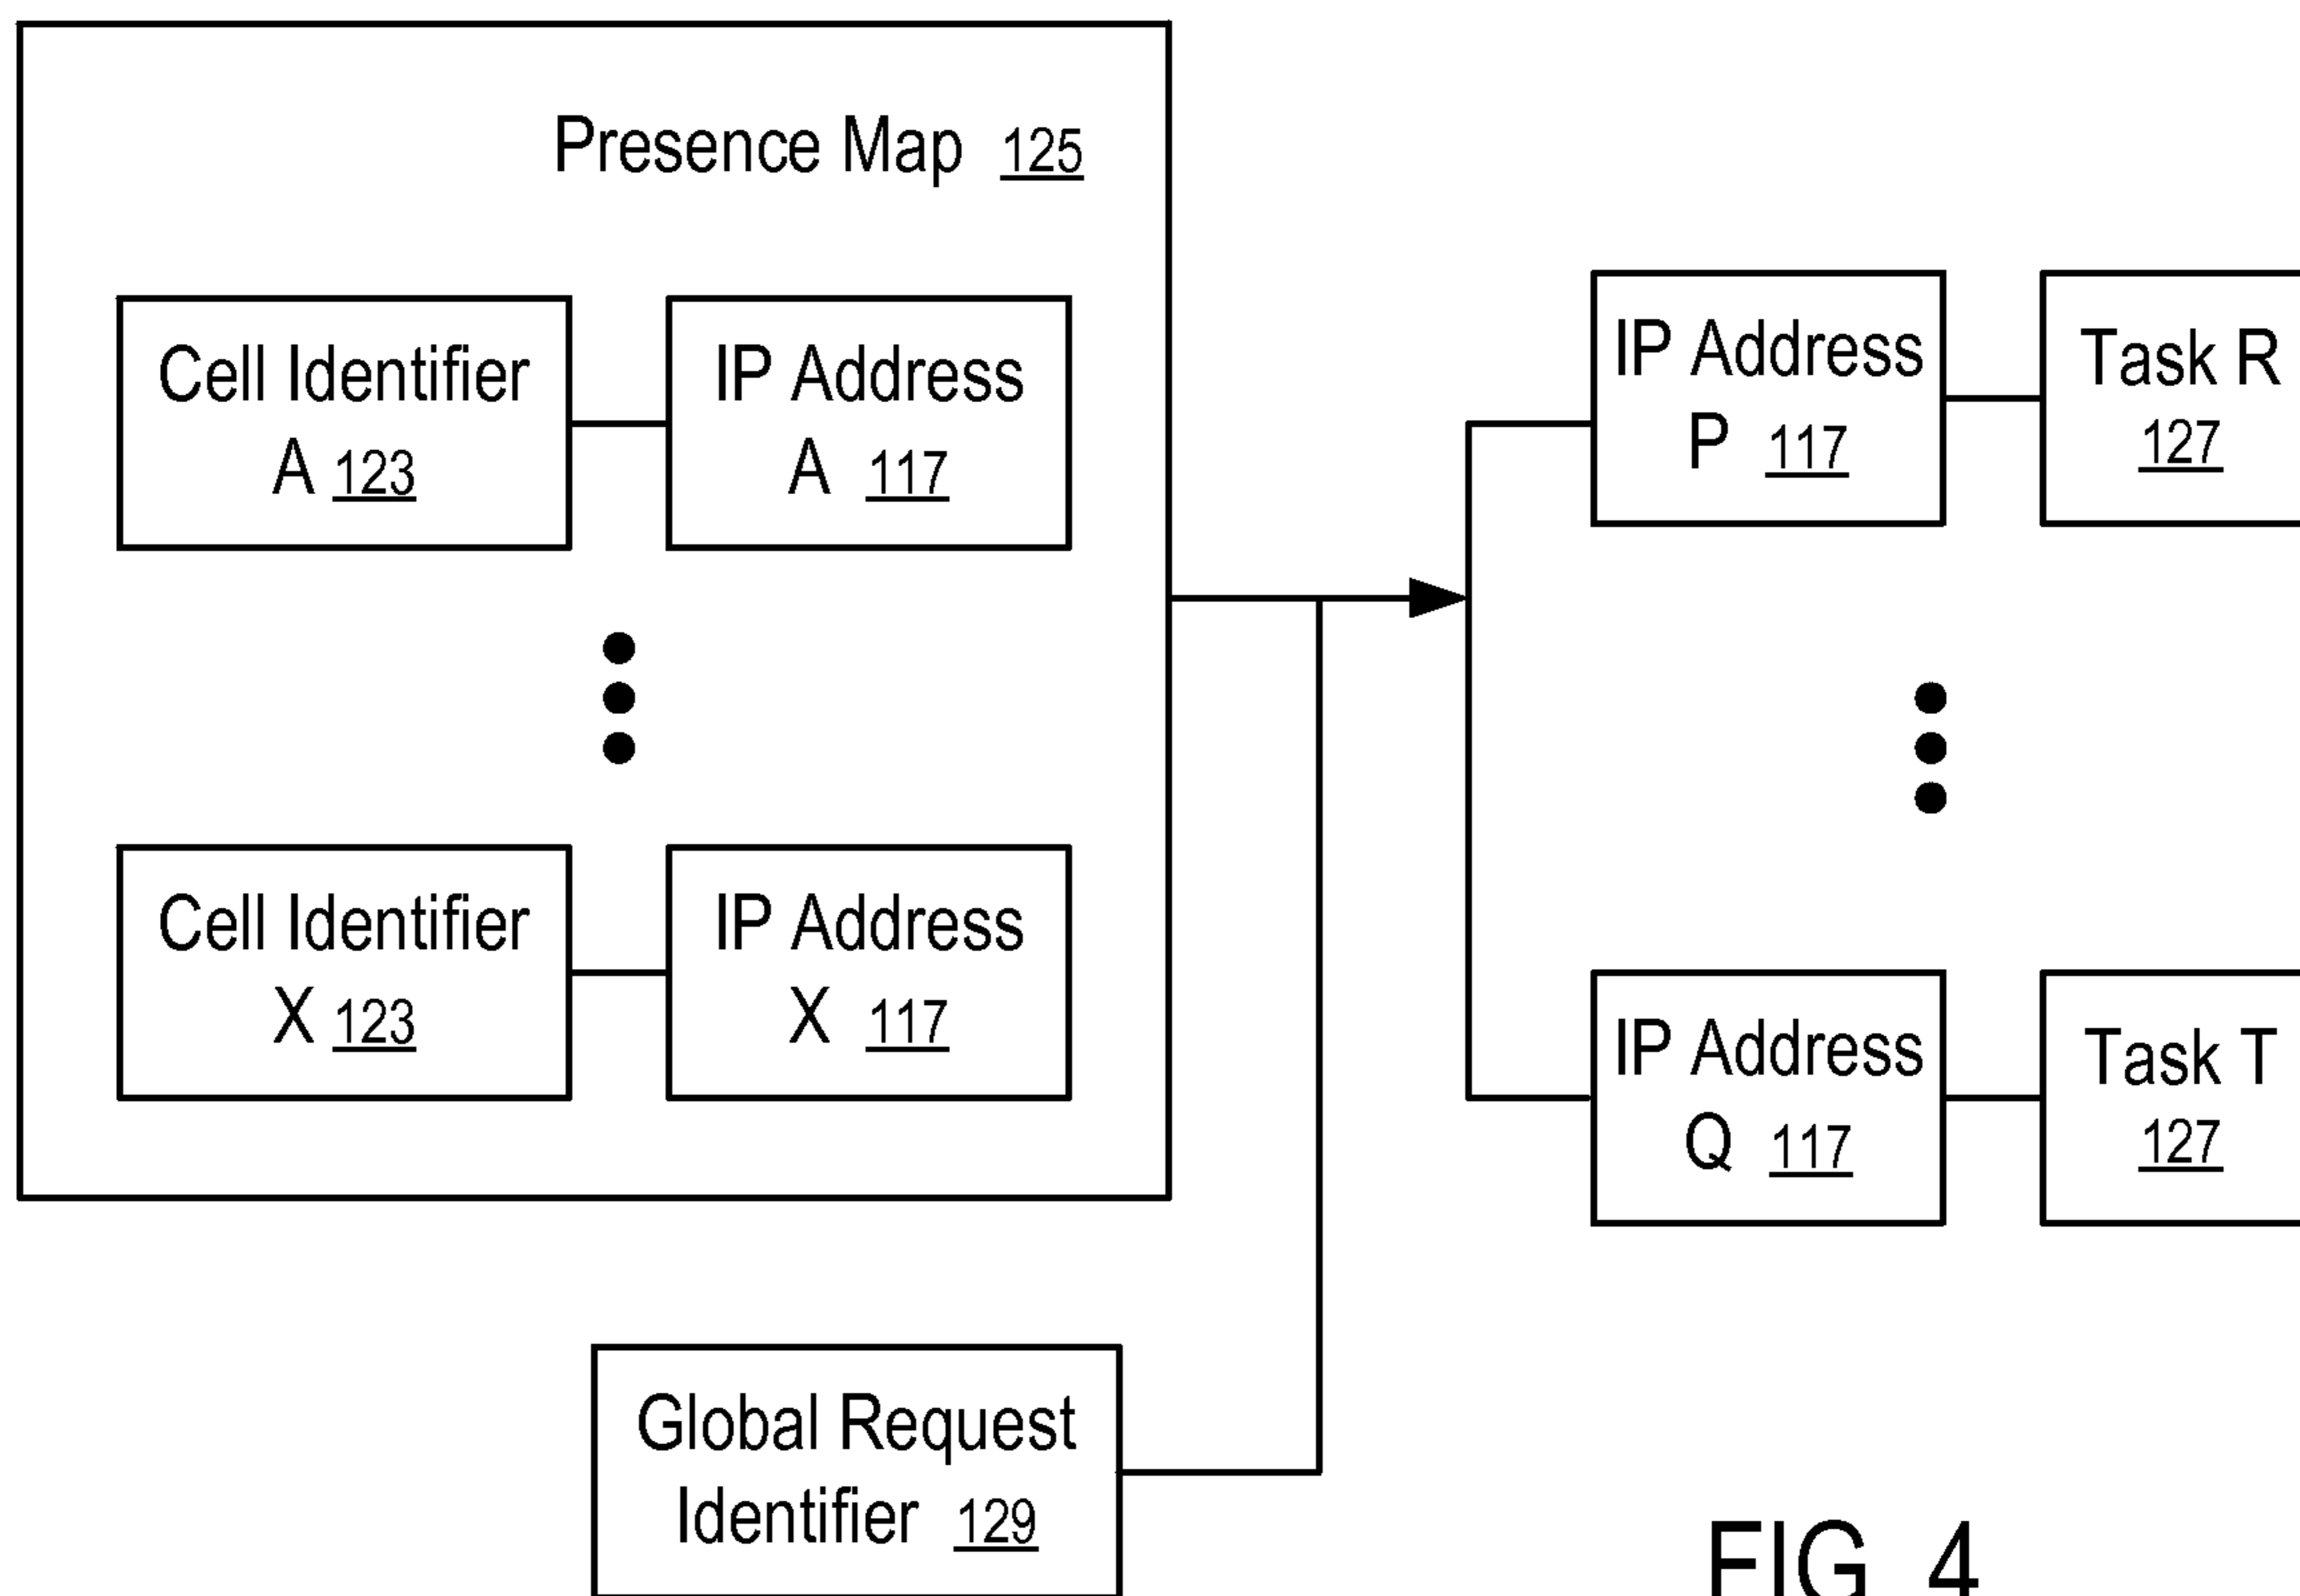 Presence Map 125
Cell Identifier
A 123
IP Address
A 117
Cell Identifier
X 123
IP Address
X 117
Global Request
Identifier 129
IP Address
P 117
Task R
127
IP Address
Q 117
Task T
127
FIG 4